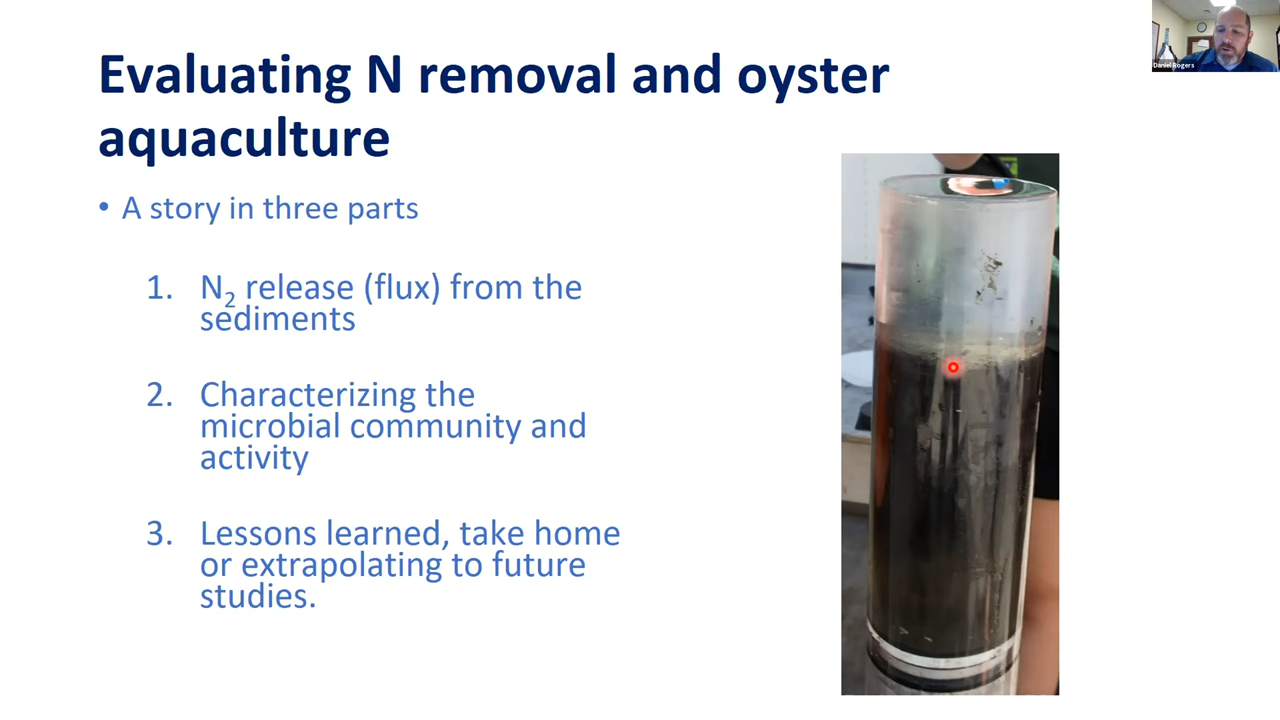 Evaluating N removal and oyster
aquaculture
• A story in three parts
1. N₂ release (flux) from the
sediments
2. Characterizing the
microbial community and
activity
3. Lessons learned, take home
or extrapolating to future
studies.
Daniel Rogers